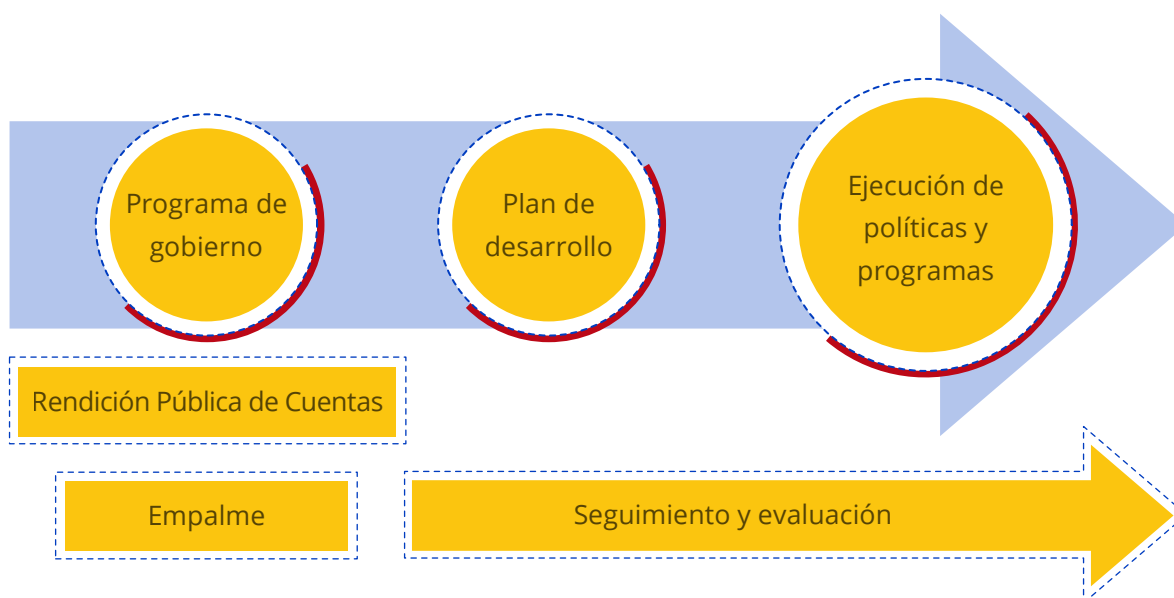 Programa de
gobierno
Plan de
desarrollo
Ejecución de
políticas y
programas
Rendición Pública de Cuentas
Empalme
Seguimiento y evaluación